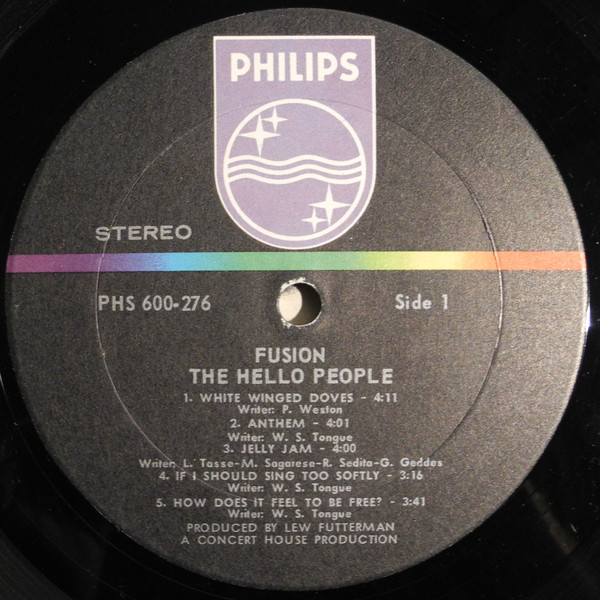 PHILIPS
STEREO
PHS 600-276
Side 1
FUSION
THE HELLO PEOPLE
1. WHITE WINGED DOVES - 4:11
Writer: P. Weston
2. ANTHEM - 4:01
Writer: W. S. Tongue
3. JELLY JAM - 4:00
Writer: L. Tasse-M. Sagarese-R. Sedita-G. Geddes
4. IF I SHOULD SING TOO SOFTLY - 3:16
Writer: W. S. Tongue
5. HOW DOES IT FEEL TO BE FREE? - 3:41
Writer: W. S. Tongue
PRODUCED BY LEW FUTTERMAN
A CONCERT HOUSE PRODUCTION